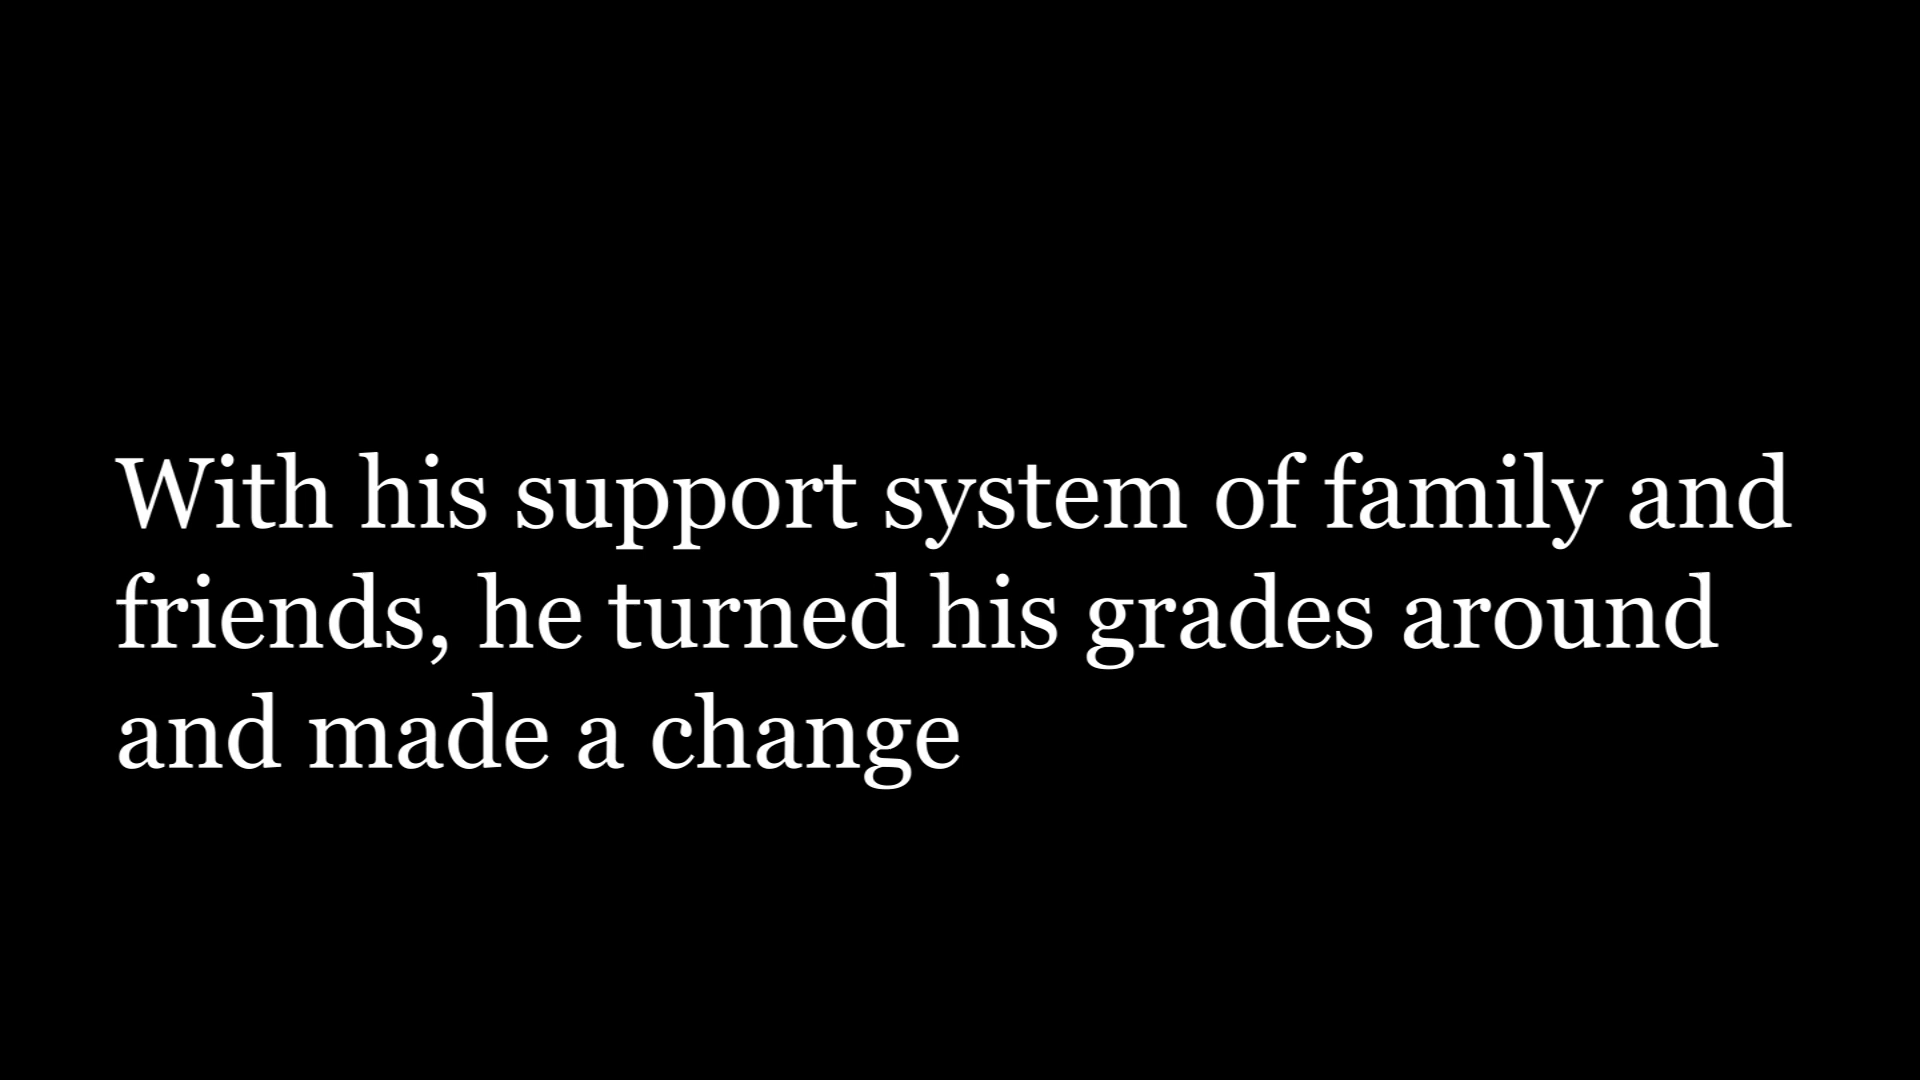 With his support system of family and
friends, he turned his grades around
and made a change